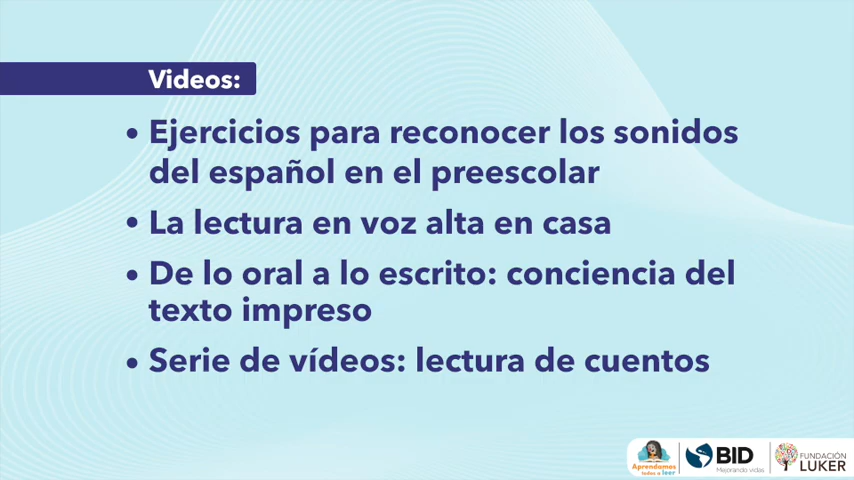 Videos:
• Ejercicios para reconocer los sonidos
del español en el preescolar
• La lectura en voz alta en casa
• De lo oral a lo escrito: conciencia del
texto impreso
• Serie de vídeos: lectura de cuentos
Aprendamos
todos a leer
BID
Mejorando vidas
FUNDACIÓN
LUKER